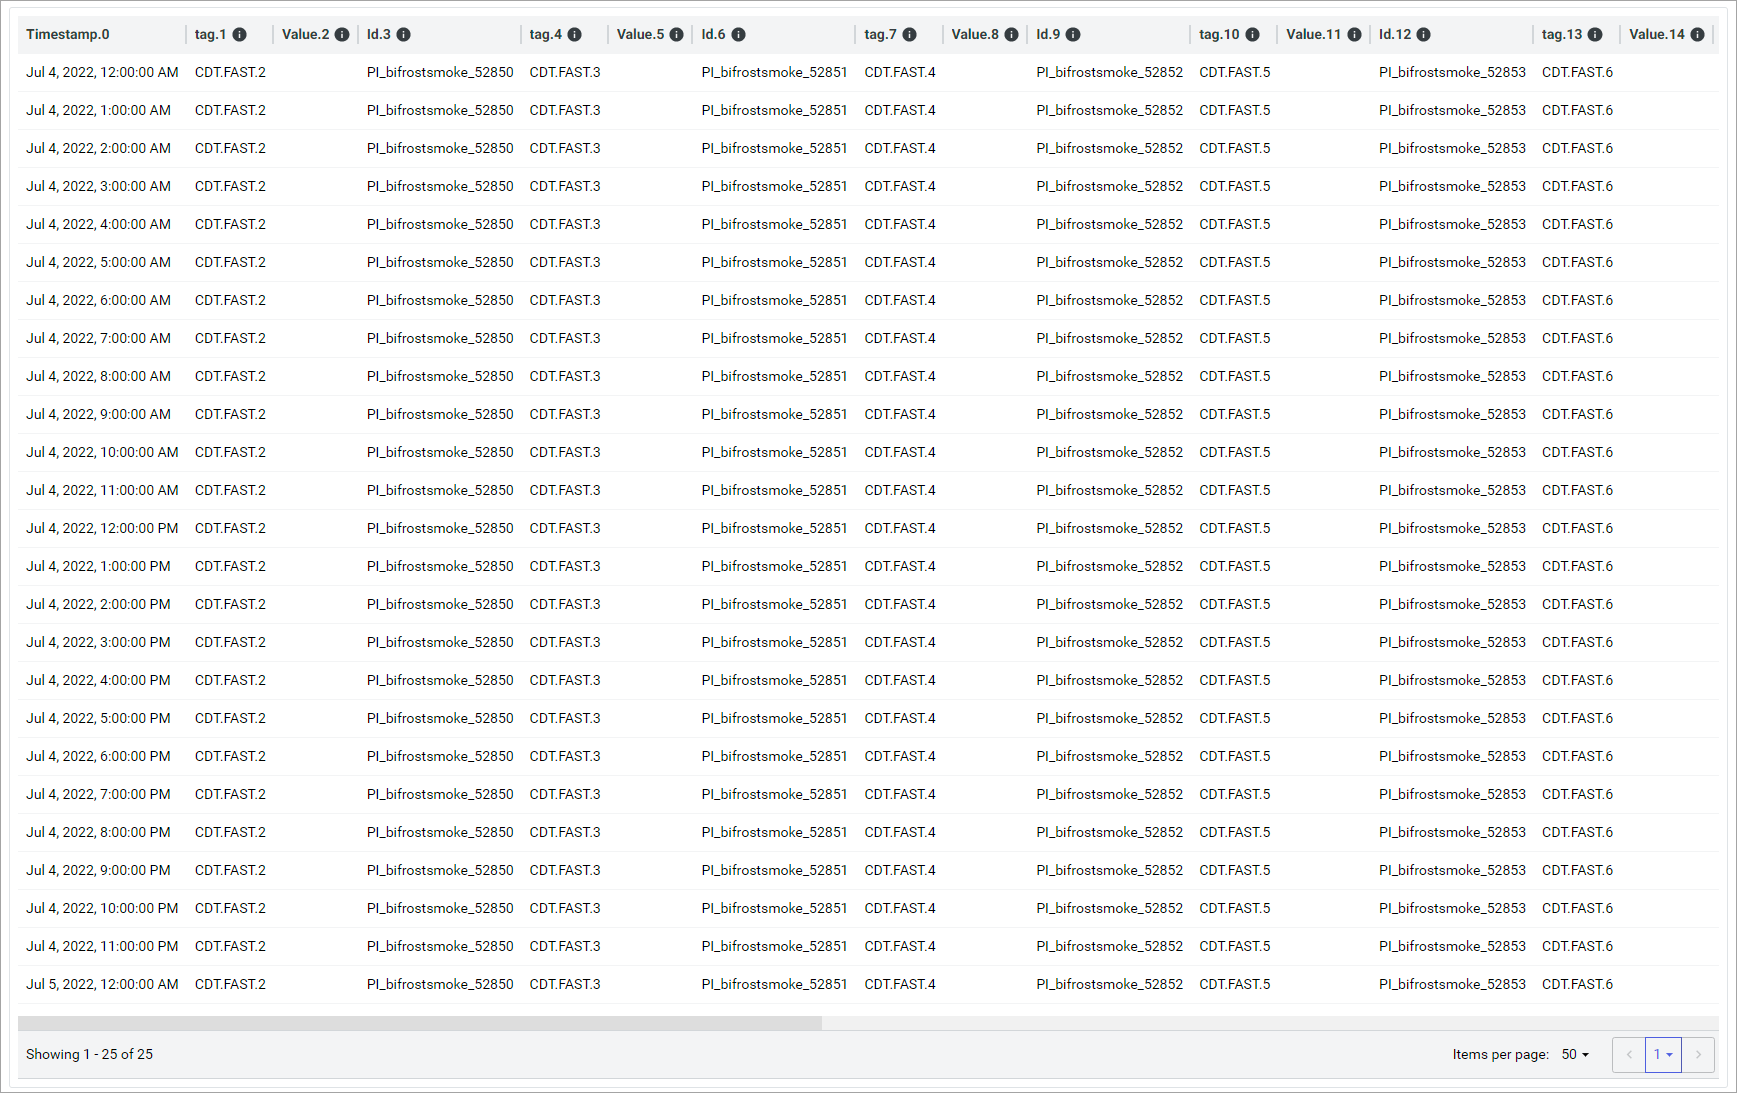 Timestamp.0 tag.1 Value.2 Id.3 tag.4 Value.5 Id.6 tag.7 Value.8 Id.9 tag.10 Value.11 Id.12 tag.13 Value.14
Jul 4, 2022, 12:00:00 AM CDT.FAST.2 PI_bifrostsmoke_52850 CDT.FAST.3 PI_bifrostsmoke_52851 CDT.FAST.4 PI_bifrostsmoke_52852 CDT.FAST.5 PI_bifrostsmoke_52853 CDT.FAST.6
Jul 4, 2022, 1:00:00 AM CDT.FAST.2 PI_bifrostsmoke_52850 CDT.FAST.3 PI_bifrostsmoke_52851 CDT.FAST.4 PI_bifrostsmoke_52852 CDT.FAST.5 PI_bifrostsmoke_52853 CDT.FAST.6
Jul 4, 2022, 2:00:00 AM CDT.FAST.2 PI_bifrostsmoke_52850 CDT.FAST.3 PI_bifrostsmoke_52851 CDT.FAST.4 PI_bifrostsmoke_52852 CDT.FAST.5 PI_bifrostsmoke_52853 CDT.FAST.6
Jul 4, 2022, 3:00:00 AM CDT.FAST.2 PI_bifrostsmoke_52850 CDT.FAST.3 PI_bifrostsmoke_52851 CDT.FAST.4 PI_bifrostsmoke_52852 CDT.FAST.5 PI_bifrostsmoke_52853 CDT.FAST.6
Jul 4, 2022, 4:00:00 AM CDT.FAST.2 PI_bifrostsmoke_52850 CDT.FAST.3 PI_bifrostsmoke_52851 CDT.FAST.4 PI_bifrostsmoke_52852 CDT.FAST.5 PI_bifrostsmoke_52853 CDT.FAST.6
Jul 4, 2022, 5:00:00 AM CDT.FAST.2 PI_bifrostsmoke_52850 CDT.FAST.3 PI_bifrostsmoke_52851 CDT.FAST.4 PI_bifrostsmoke_52852 CDT.FAST.5 PI_bifrostsmoke_52853 CDT.FAST.6
Jul 4, 2022, 6:00:00 AM CDT.FAST.2 PI_bifrostsmoke_52850 CDT.FAST.3 PI_bifrostsmoke_52851 CDT.FAST.4 PI_bifrostsmoke_52852 CDT.FAST.5 PI_bifrostsmoke_52853 CDT.FAST.6
Jul 4, 2022, 7:00:00 AM CDT.FAST.2 PI_bifrostsmoke_52850 CDT.FAST.3 PI_bifrostsmoke_52851 CDT.FAST.4 PI_bifrostsmoke_52852 CDT.FAST.5 PI_bifrostsmoke_52853 CDT.FAST.6
Jul 4, 2022, 8:00:00 AM CDT.FAST.2 PI_bifrostsmoke_52850 CDT.FAST.3 PI_bifrostsmoke_52851 CDT.FAST.4 PI_bifrostsmoke_52852 CDT.FAST.5 PI_bifrostsmoke_52853 CDT.FAST.6
Jul 4, 2022, 9:00:00 AM CDT.FAST.2 PI_bifrostsmoke_52850 CDT.FAST.3 PI_bifrostsmoke_52851 CDT.FAST.4 PI_bifrostsmoke_52852 CDT.FAST.5 PI_bifrostsmoke_52853 CDT.FAST.6
Jul 4, 2022, 10:00:00 AM CDT.FAST.2 PI_bifrostsmoke_52850 CDT.FAST.3 PI_bifrostsmoke_52851 CDT.FAST.4 PI_bifrostsmoke_52852 CDT.FAST.5 PI_bifrostsmoke_52853 CDT.FAST.6
Jul 4, 2022, 11:00:00 AM CDT.FAST.2 PI_bifrostsmoke_52850 CDT.FAST.3 PI_bifrostsmoke_52851 CDT.FAST.4 PI_bifrostsmoke_52852 CDT.FAST.5 PI_bifrostsmoke_52853 CDT.FAST.6
Jul 4, 2022, 12:00:00 PM CDT.FAST.2 PI_bifrostsmoke_52850 CDT.FAST.3 PI_bifrostsmoke_52851 CDT.FAST.4 PI_bifrostsmoke_52852 CDT.FAST.5 PI_bifrostsmoke_52853 CDT.FAST.6
Jul 4, 2022, 1:00:00 PM CDT.FAST.2 PI_bifrostsmoke_52850 CDT.FAST.3 PI_bifrostsmoke_52851 CDT.FAST.4 PI_bifrostsmoke_52852 CDT.FAST.5 PI_bifrostsmoke_52853 CDT.FAST.6
Jul 4, 2022, 2:00:00 PM CDT.FAST.2 PI_bifrostsmoke_52850 CDT.FAST.3 PI_bifrostsmoke_52851 CDT.FAST.4 PI_bifrostsmoke_52852 CDT.FAST.5 PI_bifrostsmoke_52853 CDT.FAST.6
Jul 4, 2022, 3:00:00 PM CDT.FAST.2 PI_bifrostsmoke_52850 CDT.FAST.3 PI_bifrostsmoke_52851 CDT.FAST.4 PI_bifrostsmoke_52852 CDT.FAST.5 PI_bifrostsmoke_52853 CDT.FAST.6
Jul 4, 2022, 4:00:00 PM CDT.FAST.2 PI_bifrostsmoke_52850 CDT.FAST.3 PI_bifrostsmoke_52851 CDT.FAST.4 PI_bifrostsmoke_52852 CDT.FAST.5 PI_bifrostsmoke_52853 CDT.FAST.6
Jul 4, 2022, 5:00:00 PM CDT.FAST.2 PI_bifrostsmoke_52850 CDT.FAST.3 PI_bifrostsmoke_52851 CDT.FAST.4 PI_bifrostsmoke_52852 CDT.FAST.5 PI_bifrostsmoke_52853 CDT.FAST.6
Jul 4, 2022, 6:00:00 PM CDT.FAST.2 PI_bifrostsmoke_52850 CDT.FAST.3 PI_bifrostsmoke_52851 CDT.FAST.4 PI_bifrostsmoke_52852 CDT.FAST.5 PI_bifrostsmoke_52853 CDT.FAST.6
Jul 4, 2022, 7:00:00 PM CDT.FAST.2 PI_bifrostsmoke_52850 CDT.FAST.3 PI_bifrostsmoke_52851 CDT.FAST.4 PI_bifrostsmoke_52852 CDT.FAST.5 PI_bifrostsmoke_52853 CDT.FAST.6
Jul 4, 2022, 8:00:00 PM CDT.FAST.2 PI_bifrostsmoke_52850 CDT.FAST.3 PI_bifrostsmoke_52851 CDT.FAST.4 PI_bifrostsmoke_52852 CDT.FAST.5 PI_bifrostsmoke_52853 CDT.FAST.6
Jul 4, 2022, 9:00:00 PM CDT.FAST.2 PI_bifrostsmoke_52850 CDT.FAST.3 PI_bifrostsmoke_52851 CDT.FAST.4 PI_bifrostsmoke_52852 CDT.FAST.5 PI_bifrostsmoke_52853 CDT.FAST.6
Jul 4, 2022, 10:00:00 PM CDT.FAST.2 PI_bifrostsmoke_52850 CDT.FAST.3 PI_bifrostsmoke_52851 CDT.FAST.4 PI_bifrostsmoke_52852 CDT.FAST.5 PI_bifrostsmoke_52853 CDT.FAST.6
Jul 4, 2022, 11:00:00 PM CDT.FAST.2 PI_bifrostsmoke_52850 CDT.FAST.3 PI_bifrostsmoke_52851 CDT.FAST.4 PI_bifrostsmoke_52852 CDT.FAST.5 PI_bifrostsmoke_52853 CDT.FAST.6
Jul 5, 2022, 12:00:00 AM CDT.FAST.2 PI_bifrostsmoke_52850 CDT.FAST.3 PI_bifrostsmoke_52851 CDT.FAST.4 PI_bifrostsmoke_52852 CDT.FAST.5 PI_bifrostsmoke_52853 CDT.FAST.6
Showing 1 - 25 of 25 Items per page: 50 1